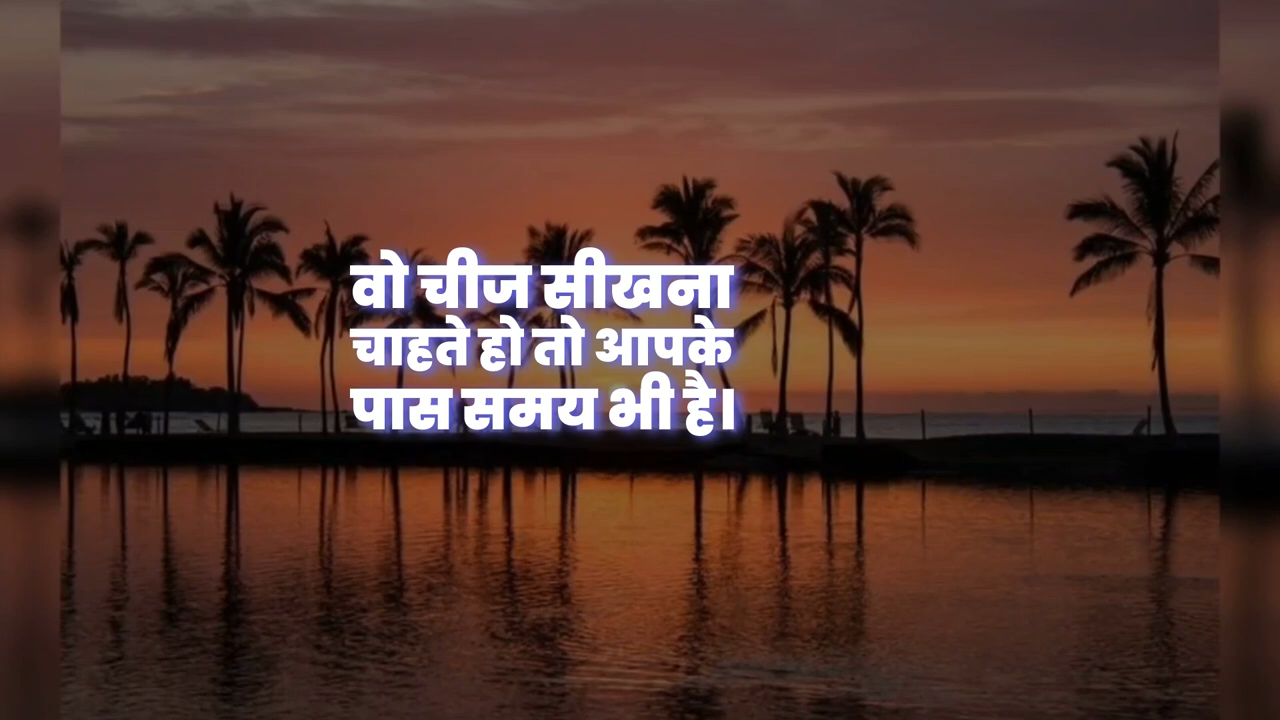 वो चीज सीखना
चाहते हो तो आपके
पास समय भी है।